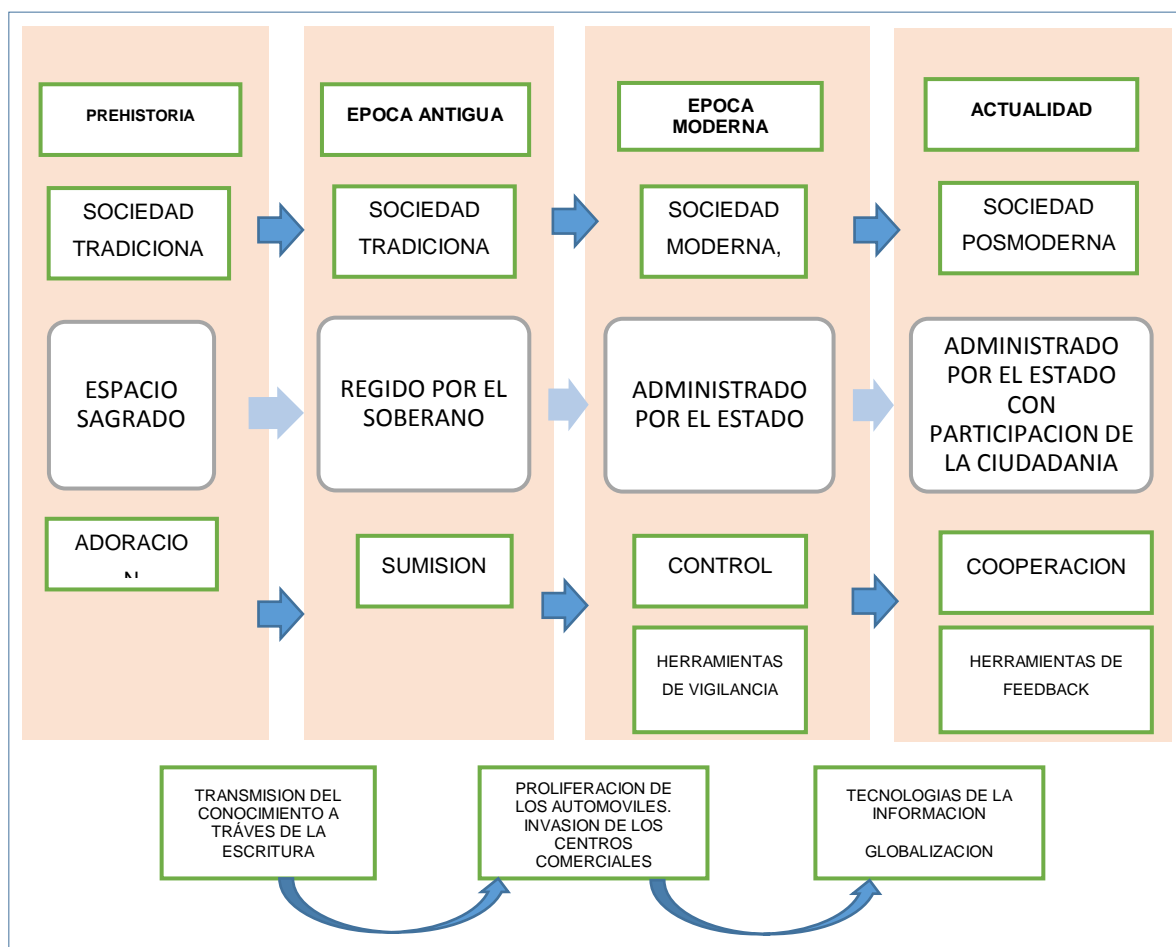 PREHISTORIA
EPOCA ANTIGUA
EPOCA
MODERNA
ACTUALIDAD
SOCIEDAD
TRADICIONA
SOCIEDAD
TRADICIONA
SOCIEDAD
MODERNA,
SOCIEDAD
POSMODERNA
ESPACIO
SAGRADO
REGIDO POR EL
SOBERANO
ADMINISTRADO
POR EL ESTADO
ADMINISTRADO
POR EL ESTADO
CON
PARTICIPACION DE
LA CIUDADANIA
ADORACIO
N
SUMISION
CONTROL
COOPERACION
HERRAMIENTAS
DE VIGILANCIA
HERRAMIENTAS DE
FEEDBACK
TRANSMISION DEL
CONOCIMIENTO A
TRÁVES DE LA
ESCRITURA
PROLIFERACION DE
LOS AUTOMOVILES.
INVASION DE LOS
CENTROS
COMERCIALES
TECNOLOGIAS DE LA
INFORMACION
GLOBALIZACION